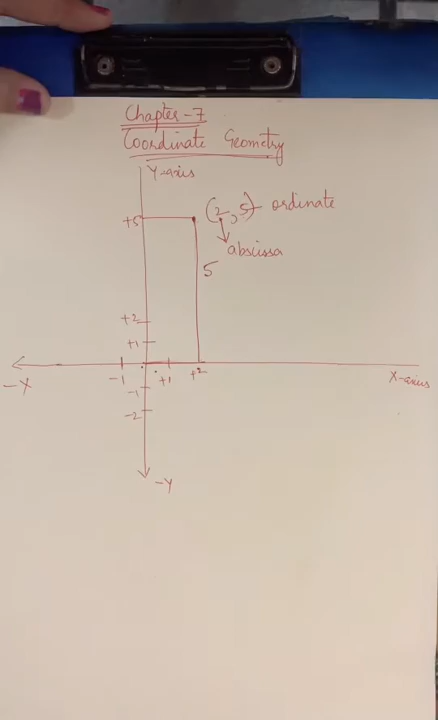 Chapter-7
Coordinate Geometry
Y-axis
+5 (2, 5) ordinate
abscissa
5
+2
+1
-X -1 +1 +2 X-axis
-1
-2
-Y